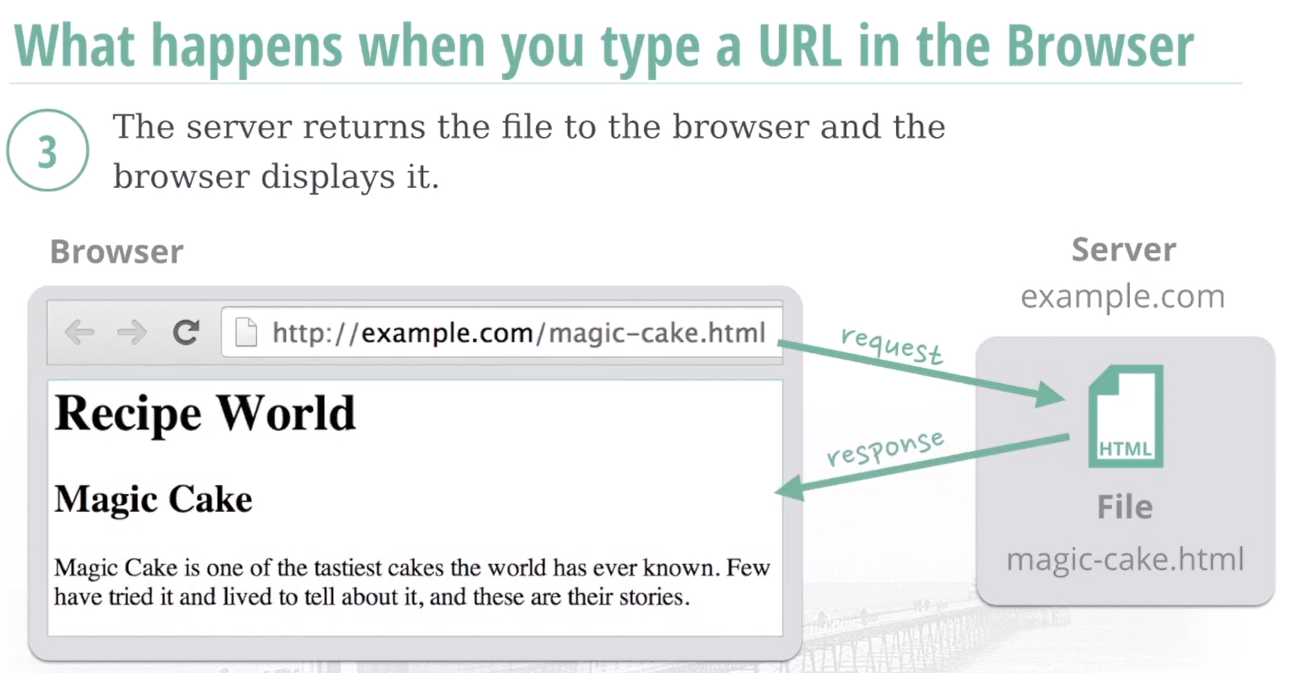 What happens when you type a URL in the Browser
3
The server returns the file to the browser and the
browser displays it.
Browser
http://example.com/magic-cake.html
Recipe World
Magic Cake
Magic Cake is one of the tastiest cakes the world has ever known. Few
have tried it and lived to tell about it, and these are their stories.
request
response
Server
example.com
HTML
File
magic-cake.html